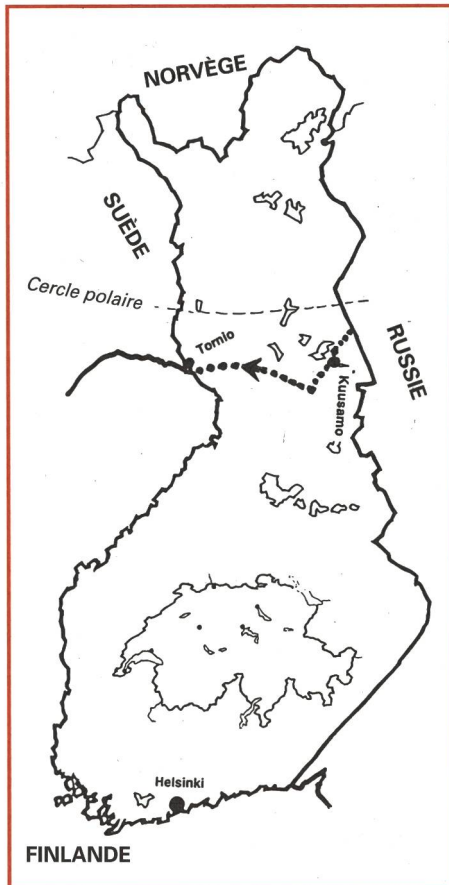 NORVÈGE
SUÈDE
Cercle polaire
Tornio
RUSSIE
Kuusamo
Helsinki
FINLANDE